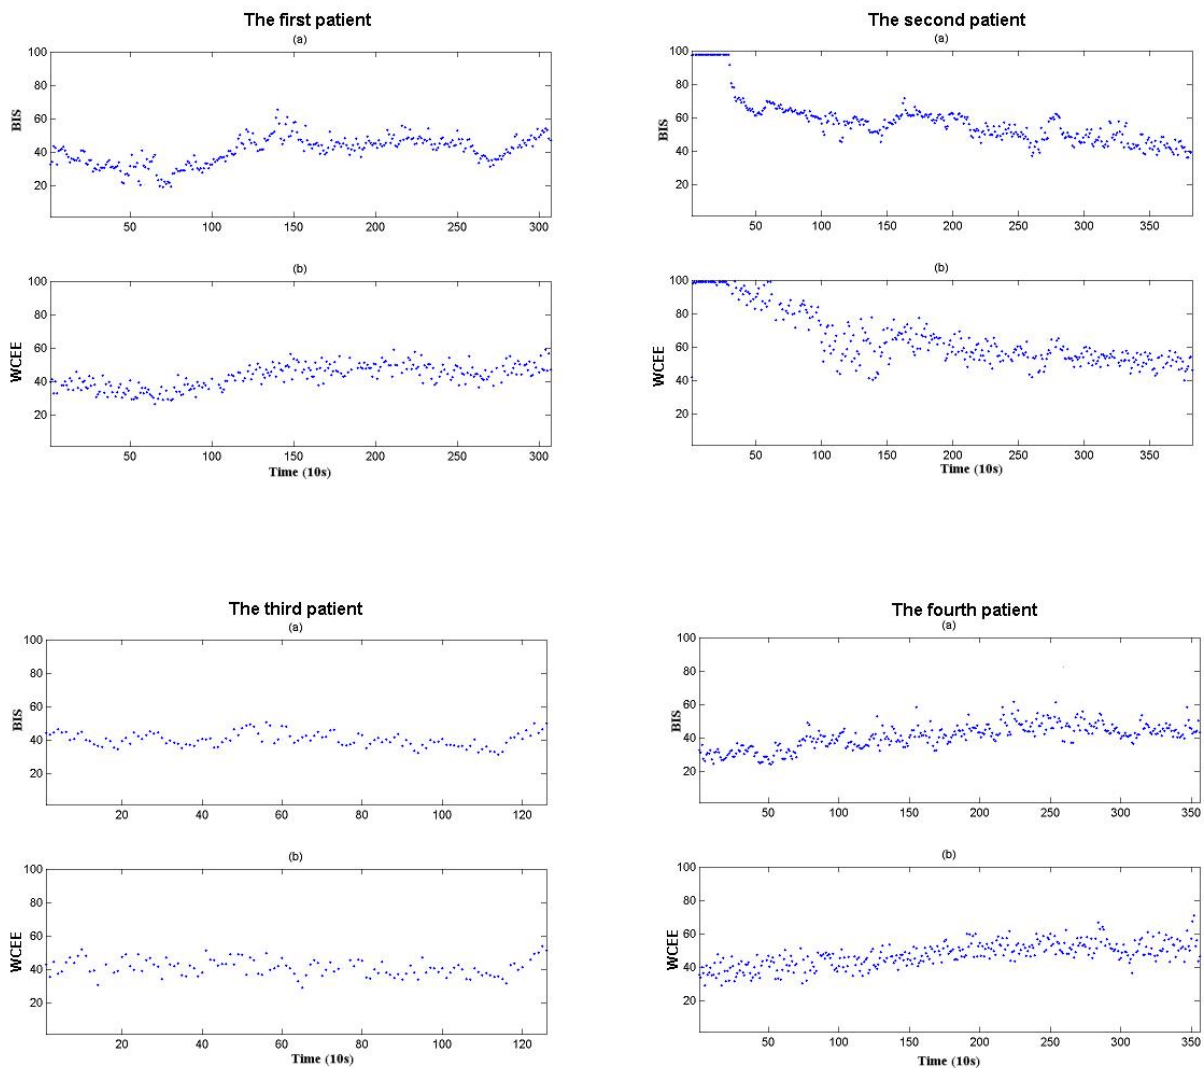 The first patient
(a)
100
80
60
40
20
BIS
50 100 150 200 250 300
(b)
100
80
60
40
20
WCEE
50 100 150 200 250 300
Time (10s)
The second patient
(a)
100
80
60
40
20
BIS
50 100 150 200 250 300 350
(b)
100
80
60
40
20
WCEE
50 100 150 200 250 300 350
Time (10s)
The third patient
(a)
100
80
60
40
20
BIS
20 40 60 80 100 120
(b)
100
80
60
40
20
WCEE
20 40 60 80 100 120
Time (10s)
The fourth patient
(a)
100
80
60
40
20
BIS
50 100 150 200 250 300 350
(b)
100
80
60
40
20
WCEE
50 100 150 200 250 300 350
Time (10s)